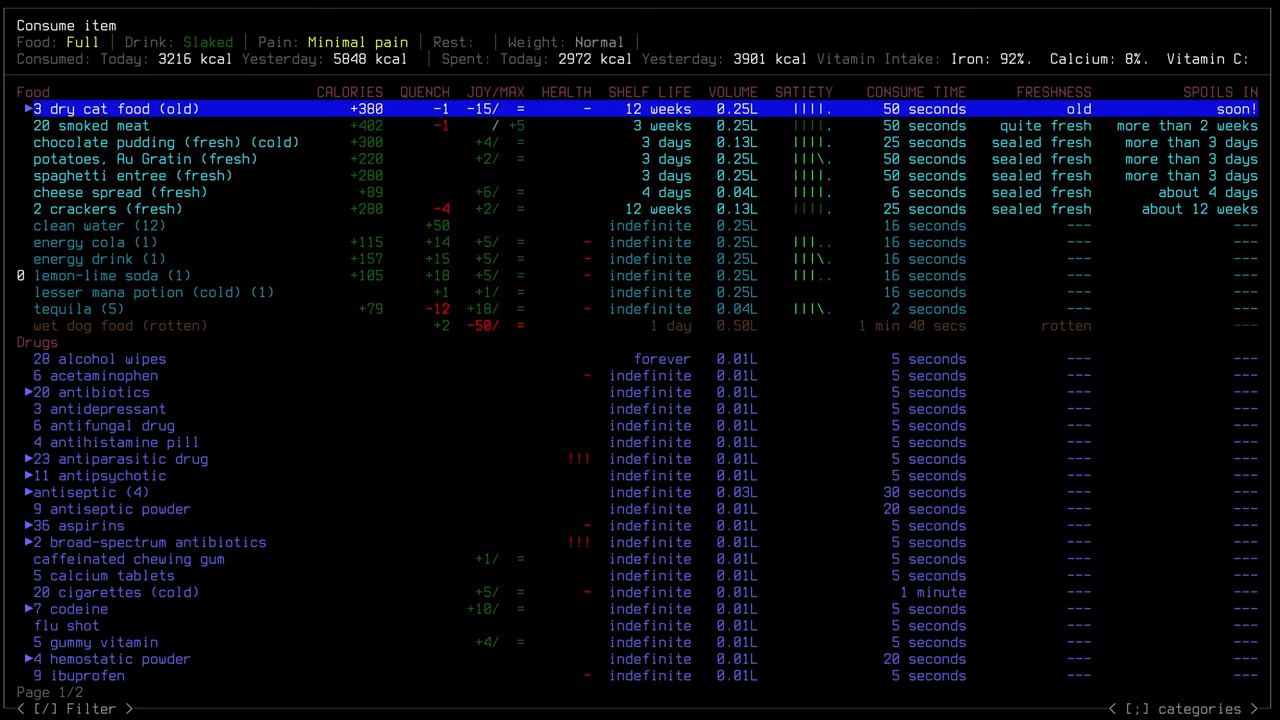 Consume item
Food: Full | Drink: Slaked | Pain: Minimal pain | Rest: | Weight: Normal |
Consumed: Today: 3216 kcal Yesterday: 5848 kcal | Spent: Today: 2972 kcal Yesterday: 3901 kcal Vitamin Intake: Iron: 92%. Calcium: 8%. Vitamin C:
Food CALORIES QUENCH JOY/MAX HEALTH SHELF LIFE VOLUME SATIETY CONSUME TIME FRESHNESS SPOILS IN
▶3 dry cat food (old) +380 -1 -15/ = - 12 weeks 0.25L ||||. 50 seconds old soon!
20 smoked meat +402 -1 / +5 3 weeks 0.25L ||||. 50 seconds quite fresh more than 2 weeks
chocolate pudding (fresh) (cold) +300 +4/ = 3 days 0.13L ||||. 25 seconds sealed fresh more than 3 days
potatoes, Au Gratin (fresh) +220 +2/ = 3 days 0.25L |||\. 50 seconds sealed fresh more than 3 days
spaghetti entree (fresh) +280 3 days 0.25L ||||. 50 seconds sealed fresh more than 3 days
cheese spread (fresh) +89 +6/ = 4 days 0.04L ||||. 6 seconds sealed fresh about 4 days
2 crackers (fresh) +280 -4 +2/ = 12 weeks 0.13L ||||. 25 seconds sealed fresh about 12 weeks
clean water (12) +50 indefinite 0.25L 16 seconds --- ---
energy cola (1) +115 +14 +5/ = - indefinite 0.25L |||.. 16 seconds --- ---
energy drink (1) +157 +15 +5/ = - indefinite 0.25L |||\. 16 seconds --- ---
0 lemon-lime soda (1) +105 +18 +5/ = - indefinite 0.25L |||.. 16 seconds --- ---
lesser mana potion (cold) (1) +1 +1/ = indefinite 0.25L 16 seconds --- ---
tequila (5) +79 -12 +18/ = - indefinite 0.04L |||\. 2 seconds --- ---
wet dog food (rotten) +2 -50/ = 1 day 0.50L 1 min 40 secs rotten ---
Drugs
28 alcohol wipes forever 0.01L 5 seconds --- ---
6 acetaminophen - indefinite 0.01L 5 seconds --- ---
▶20 antibiotics indefinite 0.01L 5 seconds --- ---
3 antidepressant indefinite 0.01L 5 seconds --- ---
6 antifungal drug indefinite 0.01L 5 seconds --- ---
4 antihistamine pill indefinite 0.01L 5 seconds --- ---
▶23 antiparasitic drug !!! indefinite 0.01L 5 seconds --- ---
▶11 antipsychotic indefinite 0.01L 5 seconds --- ---
▶antiseptic (4) indefinite 0.03L 30 seconds --- ---
9 antiseptic powder indefinite 0.01L 20 seconds --- ---
▶36 aspirins - indefinite 0.01L 5 seconds --- ---
▶2 broad-spectrum antibiotics !!! indefinite 0.01L 5 seconds --- ---
caffeinated chewing gum +1/ = indefinite 0.01L 5 seconds --- ---
5 calcium tablets indefinite 0.01L 5 seconds --- ---
20 cigarettes (cold) +5/ = - indefinite 0.01L 1 minute --- ---
▶7 codeine +10/ = indefinite 0.01L 5 seconds --- ---
flu shot indefinite 0.01L 5 seconds --- ---
5 gummy vitamin +4/ = indefinite 0.01L 5 seconds --- ---
▶4 hemostatic powder indefinite 0.01L 20 seconds --- ---
9 ibuprofen - indefinite 0.01L 5 seconds --- ---
Page 1/2
< [/] Filter > < [;] categories >